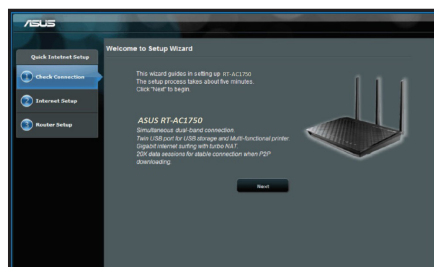 ASUS
Quick Internet Setup
Check Connection
Internet Setup
Router Setup
Welcome to Setup Wizard
This wizard guides in setting up RT-AC1750
The setup process takes about five minutes.
Click "Next" to begin.
ASUS RT-AC1750
Simultaneous dual-band connection.
Twin USB port for USB storage and Multi-functional printer.
Gigabit internet surfing with turbo NAT.
20X data sessions for stable connection when P2P
downloading.
Next